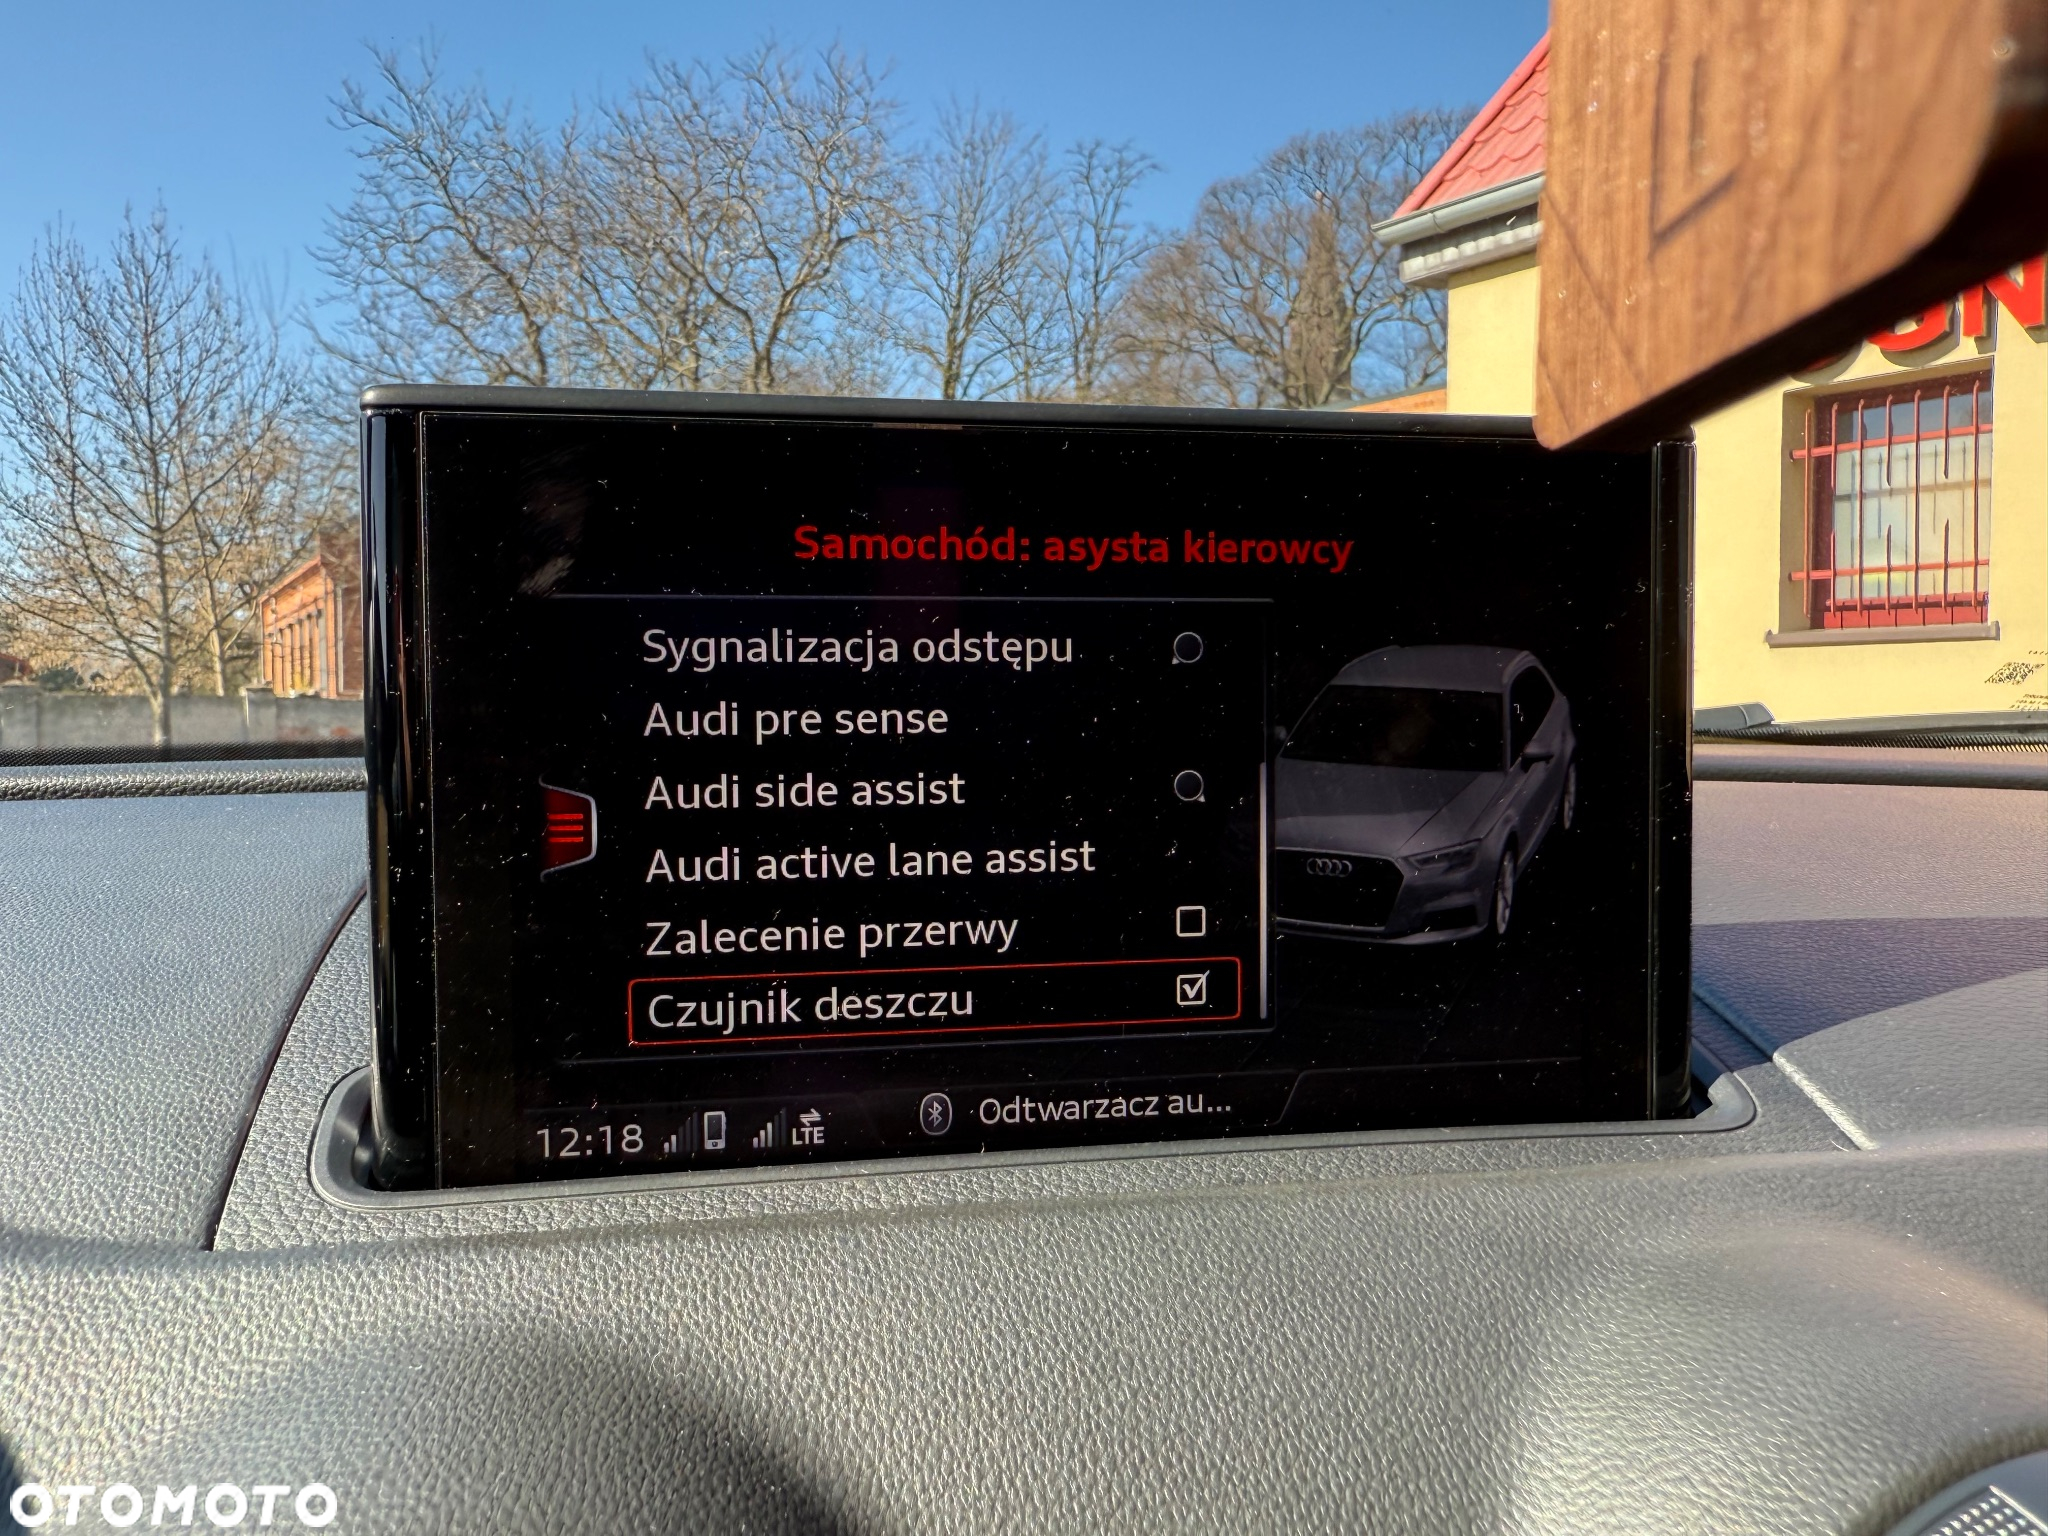 Samochód: asysta kierowcy
Sygnalizacja odstępu
Audi pre sense
Audi side assist
Audi active lane assist
Zalecenie przerwy
Czujnik deszczu
12:18
LTE
Odtwarzacz au...
OTOMOTO